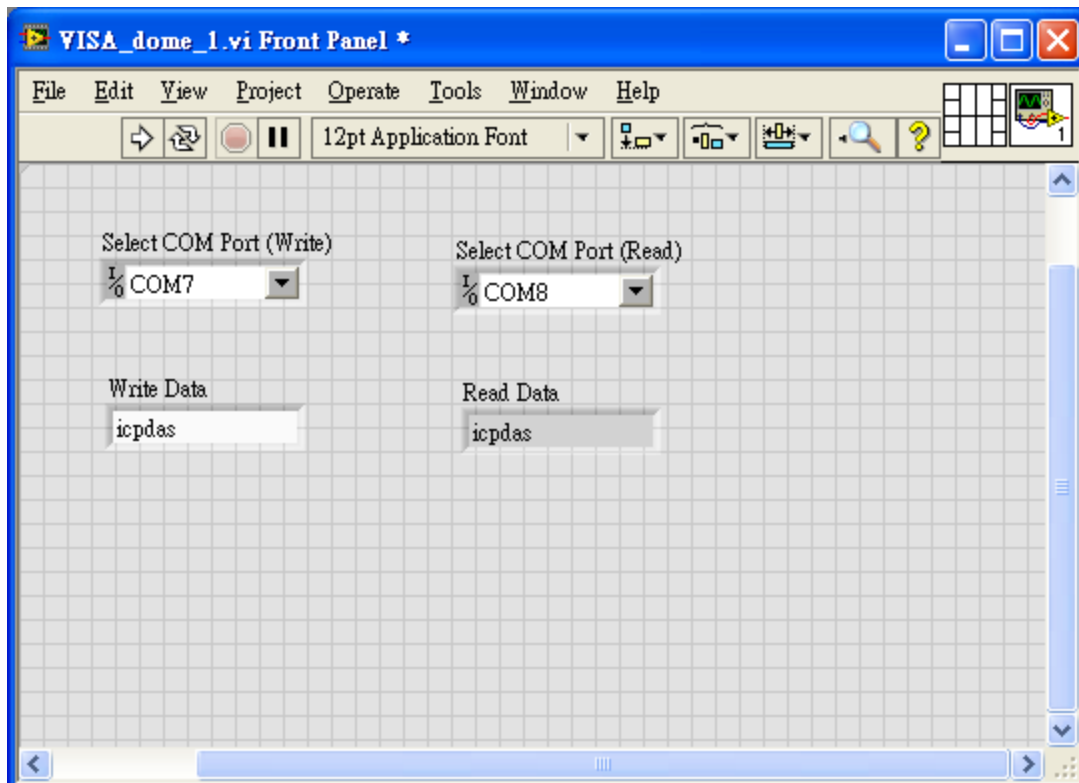 VISA_dome_1.vi Front Panel *
File Edit View Project Operate Tools Window Help
12pt Application Font
1
Select COM Port (Write)
Select COM Port (Read)
I/O COM7
I/O COM8
Write Data
Read Data
icpdas
icpdas